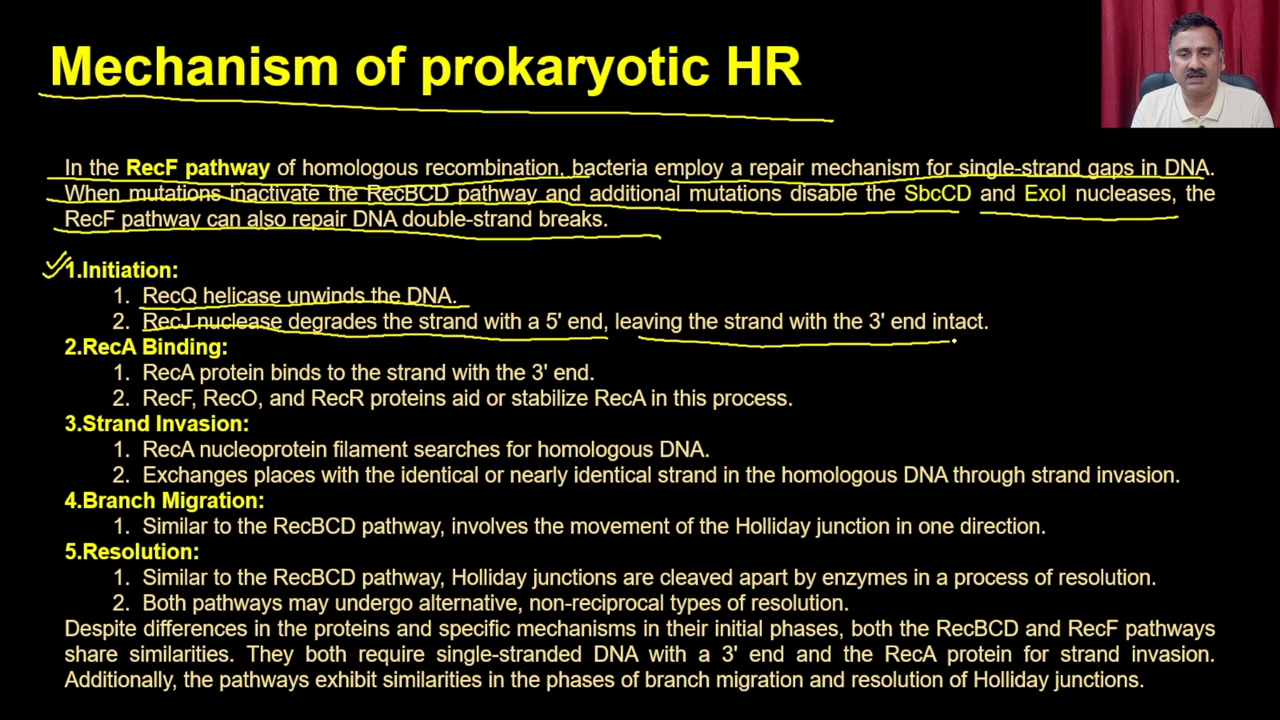 Mechanism of prokaryotic HR
In the RecF pathway of homologous recombination, bacteria employ a repair mechanism for single-strand gaps in DNA.
When mutations inactivate the RecBCD pathway and additional mutations disable the SbcCD and ExoI nucleases, the
RecF pathway can also repair DNA double-strand breaks.
1.Initiation:
1. RecQ helicase unwinds the DNA.
2. RecJ nuclease degrades the strand with a 5' end, leaving the strand with the 3' end intact.
2.RecA Binding:
1. RecA protein binds to the strand with the 3' end.
2. RecF, RecO, and RecR proteins aid or stabilize RecA in this process.
3.Strand Invasion:
1. RecA nucleoprotein filament searches for homologous DNA.
2. Exchanges places with the identical or nearly identical strand in the homologous DNA through strand invasion.
4.Branch Migration:
1. Similar to the RecBCD pathway, involves the movement of the Holliday junction in one direction.
5.Resolution:
1. Similar to the RecBCD pathway, Holliday junctions are cleaved apart by enzymes in a process of resolution.
2. Both pathways may undergo alternative, non-reciprocal types of resolution.
Despite differences in the proteins and specific mechanisms in their initial phases, both the RecBCD and RecF pathways
share similarities. They both require single-stranded DNA with a 3' end and the RecA protein for strand invasion.
Additionally, the pathways exhibit similarities in the phases of branch migration and resolution of Holliday junctions.